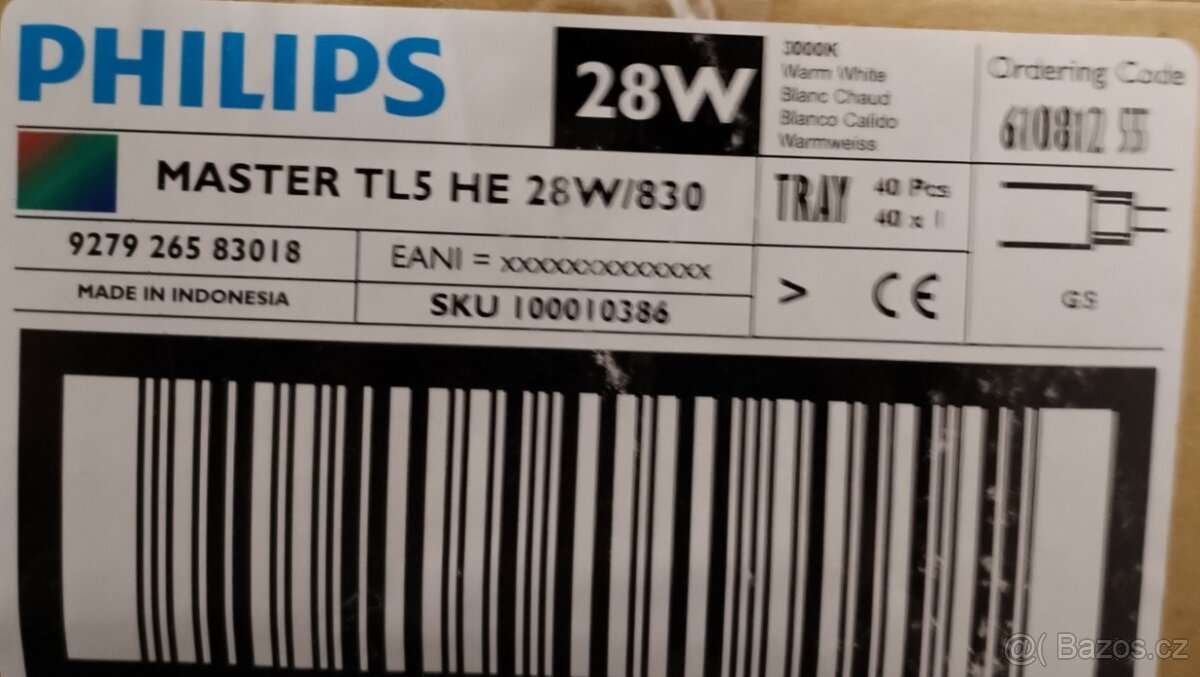 PHILIPS
28W
3000K
Warm White
Blanc Chaud
Blanco Calido
Warmweiss
Ordering Code
610812 55
MASTER TL5 HE 28W/830
TRAY
40 Pcs
40 x 1
9279 265 83018
EANI = xxxxxxxxxxxxx
MADE IN INDONESIA
SKU 100010386
> CE
GS
@( Bazos.cz